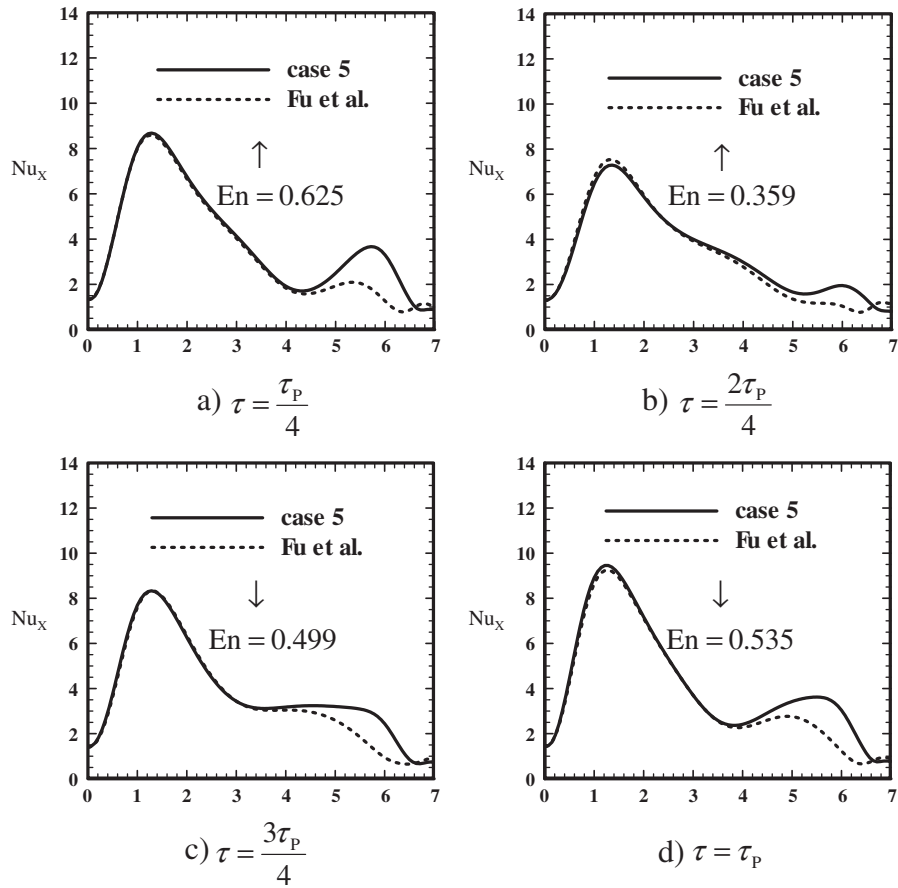 14
12
10
8
6
4
2
0
Nu_X
case 5
Fu et al.
↑
En = 0.625
0 1 2 3 4 5 6 7
a) τ = τ_P/4
14
12
10
8
6
4
2
0
Nu_X
case 5
Fu et al.
↑
En = 0.359
0 1 2 3 4 5 6 7
b) τ = 2τ_P/4
14
12
10
8
6
4
2
0
Nu_X
case 5
Fu et al.
↓
En = 0.499
0 1 2 3 4 5 6 7
c) τ = 3τ_P/4
14
12
10
8
6
4
2
0
Nu_X
case 5
Fu et al.
↓
En = 0.535
0 1 2 3 4 5 6 7
d) τ = τ_P